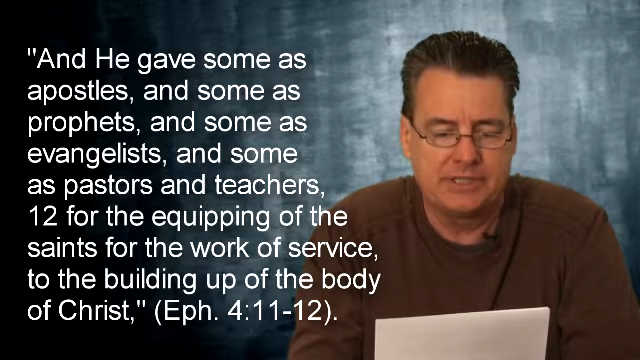 "And He gave some as
apostles, and some as
prophets, and some as
evangelists, and some
as pastors and teachers,
12 for the equipping of the
saints for the work of service,
to the building up of the body
of Christ," (Eph. 4:11-12).